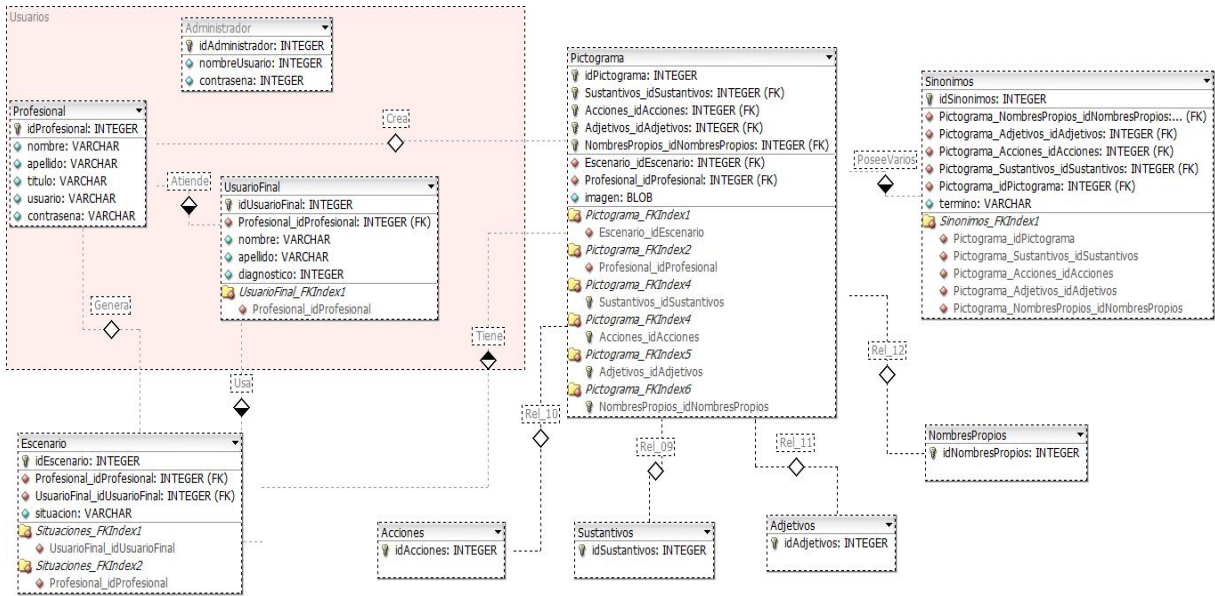 Usuarios
Administrador
idAdministrador: INTEGER
nombreUsuario: INTEGER
contrasena: INTEGER
Profesional
idProfesional: INTEGER
nombre: VARCHAR
apellido: VARCHAR
titulo: VARCHAR
usuario: VARCHAR
contrasena: VARCHAR
Atiende
UsuarioFinal
idUsuarioFinal: INTEGER
Profesional_idProfesional: INTEGER (FK)
nombre: VARCHAR
apellido: VARCHAR
diagnostico: INTEGER
UsuarioFinal_FKIndex1
Profesional_idProfesional
Crea
Genera
Usa
Tiene
Pictograma
idPictograma: INTEGER
Sustantivos_idSustantivos: INTEGER (FK)
Acciones_idAcciones: INTEGER (FK)
Adjetivos_idAdjetivos: INTEGER (FK)
NombresPropios_idNombresPropios: INTEGER (FK)
Escenario_idEscenario: INTEGER (FK)
Profesional_idProfesional: INTEGER (FK)
imagen: BLOB
Pictograma_FKIndex1
Escenario_idEscenario
Pictograma_FKIndex2
Profesional_idProfesional
Pictograma_FKIndex4
Sustantivos_idSustantivos
Pictograma_FKIndex4
Acciones_idAcciones
Pictograma_FKIndex5
Adjetivos_idAdjetivos
Pictograma_FKIndex6
NombresPropios_idNombresPropios
PoseeVarios
Sinonimos
idSinonimos: INTEGER
Pictograma_NombresPropios_idNombresPropios:... (FK)
Pictograma_Adjetivos_idAdjetivos: INTEGER (FK)
Pictograma_Acciones_idAcciones: INTEGER (FK)
Pictograma_Sustantivos_idSustantivos: INTEGER (FK)
Pictograma_idPictograma: INTEGER (FK)
termino: VARCHAR
Sinonimos_FKIndex1
Pictograma_idPictograma
Pictograma_Sustantivos_idSustantivos
Pictograma_Acciones_idAcciones
Pictograma_Adjetivos_idAdjetivos
Pictograma_NombresPropios_idNombresPropios
Rel_12
Rel_10
Rel_09
Rel_11
Escenario
idEscenario: INTEGER
Profesional_idProfesional: INTEGER (FK)
UsuarioFinal_idUsuarioFinal: INTEGER (FK)
situacion: VARCHAR
Situaciones_FKIndex1
UsuarioFinal_idUsuarioFinal
Situaciones_FKIndex2
Profesional_idProfesional
Acciones
idAcciones: INTEGER
Sustantivos
idSustantivos: INTEGER
Adjetivos
idAdjetivos: INTEGER
NombresPropios
idNombresPropios: INTEGER